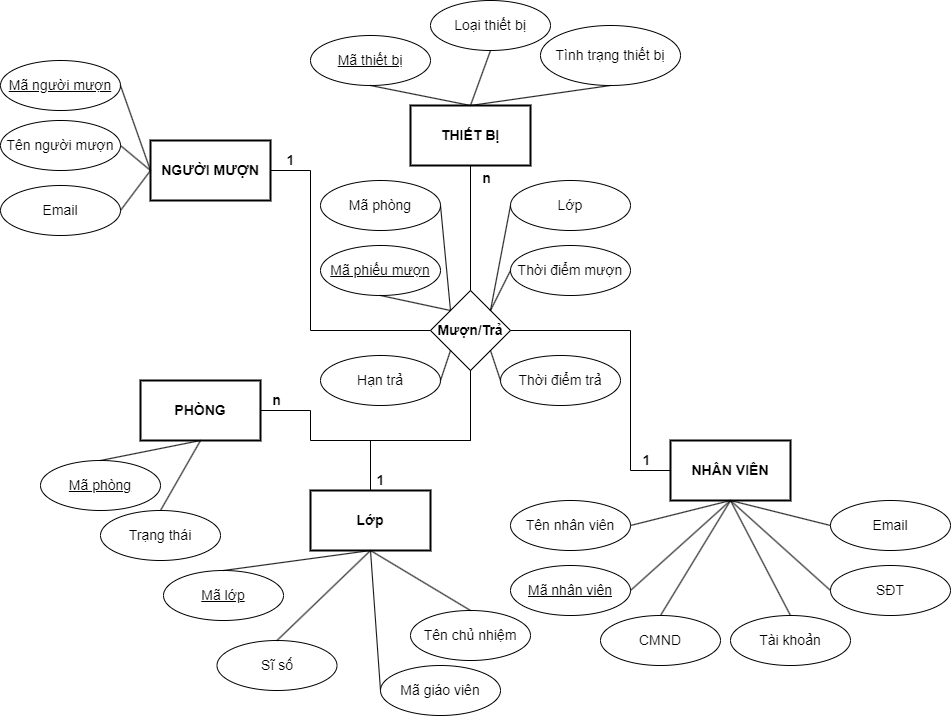 Loại thiết bị
Mã thiết bị
Tình trạng thiết bị
Mã người mượn
THIẾT BỊ
Tên người mượn
1
NGƯỜI MƯỢN
n
Email
Mã phòng
Lớp
Mã phiếu mượn
Thời điểm mượn
Mượn/Trả
Hạn trả
Thời điểm trả
n
PHÒNG
1
NHÂN VIÊN
Mã phòng
1
Lớp
Tên nhân viên
Email
Trạng thái
Mã lớp
Mã nhân viên
SĐT
Tên chủ nhiệm
CMND
Tài khoản
Sĩ số
Mã giáo viên